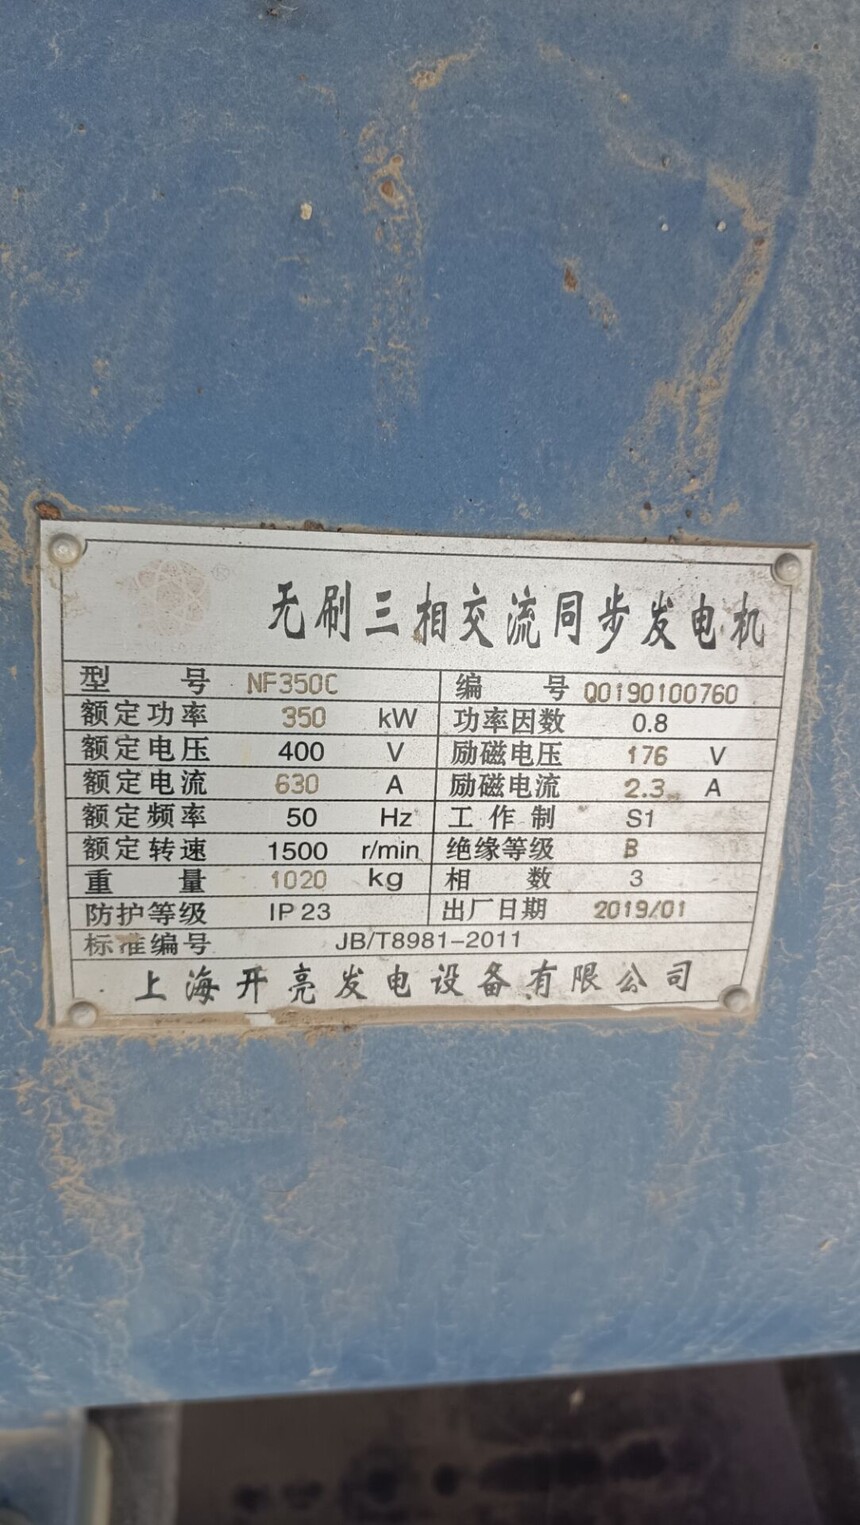 无刷三相交流同步发电机
型 号 NF350C 编 号 Q0190100760
额定功率 350 kW 功率因数 0.8
额定电压 400 V 励磁电压 176 V
额定电流 630 A 励磁电流 2.3 A
额定频率 50 Hz 工作制 S1
额定转速 1500 r/min 绝缘等级 B
重 量 1020 kg 相 数 3
防护等级 IP23 出厂日期 2019/01
标准编号 JB/T8981-2011
上海开亮发电设备有限公司